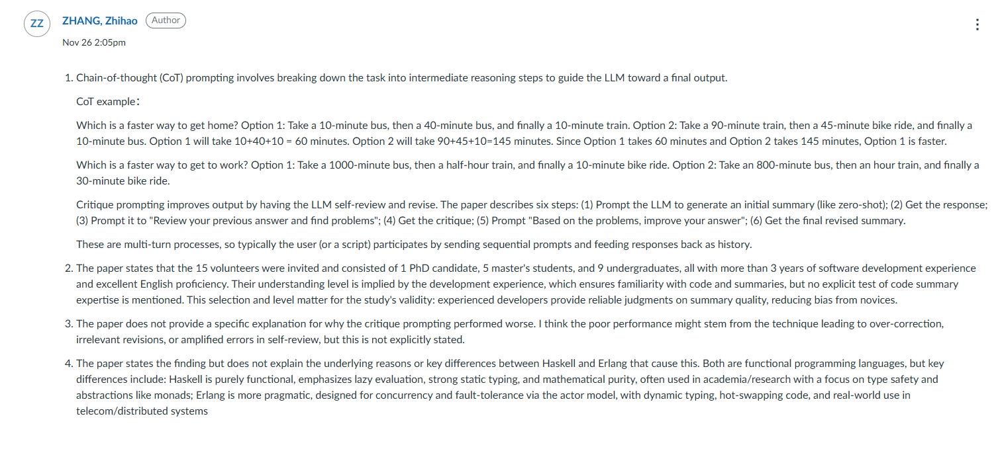 ZZ
ZHANG, Zhihao Author
Nov 26 2:05pm
1. Chain-of-thought (CoT) prompting involves breaking down the task into intermediate reasoning steps to guide the LLM toward a final output.
CoT example：
Which is a faster way to get home? Option 1: Take a 10-minute bus, then a 40-minute bus, and finally a 10-minute train. Option 2: Take a 90-minute train, then a 45-minute bike ride, and finally a
10-minute bus. Option 1 will take 10+40+10 = 60 minutes. Option 2 will take 90+45+10=145 minutes. Since Option 1 takes 60 minutes and Option 2 takes 145 minutes, Option 1 is faster.
Which is a faster way to get to work? Option 1: Take a 1000-minute bus, then a half-hour train, and finally a 10-minute bike ride. Option 2: Take an 800-minute bus, then an hour train, and finally a
30-minute bike ride.
Critique prompting improves output by having the LLM self-review and revise. The paper describes six steps: (1) Prompt the LLM to generate an initial summary (like zero-shot); (2) Get the response;
(3) Prompt it to "Review your previous answer and find problems"; (4) Get the critique; (5) Prompt "Based on the problems, improve your answer"; (6) Get the final revised summary.
These are multi-turn processes, so typically the user (or a script) participates by sending sequential prompts and feeding responses back as history.
2. The paper states that the 15 volunteers were invited and consisted of 1 PhD candidate, 5 master's students, and 9 undergraduates, all with more than 3 years of software development experience
and excellent English proficiency. Their understanding level is implied by the development experience, which ensures familiarity with code and summaries, but no explicit test of code summary
expertise is mentioned. This selection and level matter for the study's validity: experienced developers provide reliable judgments on summary quality, reducing bias from novices.
3. The paper does not provide a specific explanation for why the critique prompting performed worse. I think the poor performance might stem from the technique leading to over-correction,
irrelevant revisions, or amplified errors in self-review, but this is not explicitly stated.
4. The paper states the finding but does not explain the underlying reasons or key differences between Haskell and Erlang that cause this. Both are functional programming languages, but key
differences include: Haskell is purely functional, emphasizes lazy evaluation, strong static typing, and mathematical purity, often used in academia/research with a focus on type safety and
abstractions like monads; Erlang is more pragmatic, designed for concurrency and fault-tolerance via the actor model, with dynamic typing, hot-swapping code, and real-world use in
telecom/distributed systems